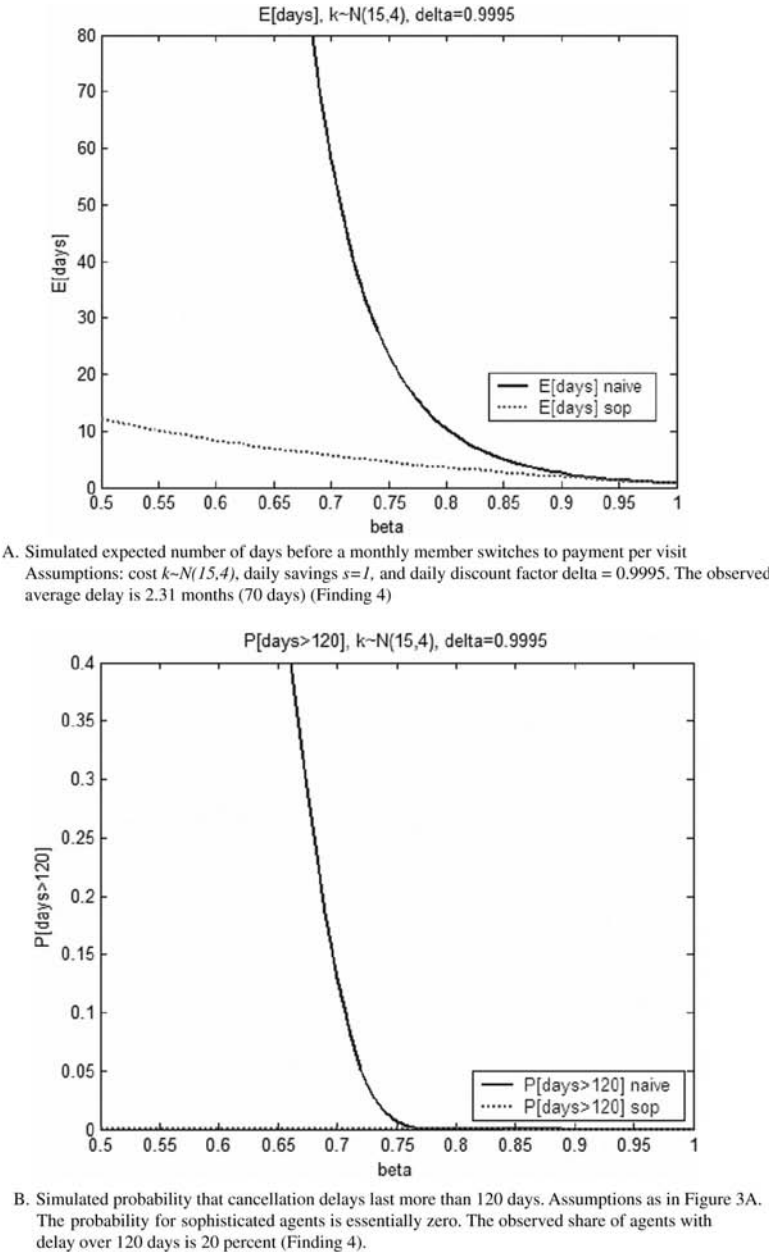 E[days], k~N(15,4), delta=0.9995
80
70
60
50
40
30
20
10
0
E[days]
E[days] naive
E[days] sop
0.5 0.55 0.6 0.65 0.7 0.75 0.8 0.85 0.9 0.95 1
beta
A. Simulated expected number of days before a monthly member switches to payment per visit
Assumptions: cost k~N(15,4), daily savings s=1, and daily discount factor delta = 0.9995. The observed
average delay is 2.31 months (70 days) (Finding 4)
P[days>120], k~N(15,4), delta=0.9995
0.4
0.35
0.3
0.25
0.2
0.15
0.1
0.05
0
P[days>120]
P[days>120] naive
P[days>120] sop
0.5 0.55 0.6 0.65 0.7 0.75 0.8 0.85 0.9 0.95 1
beta
B. Simulated probability that cancellation delays last more than 120 days. Assumptions as in Figure 3A.
The probability for sophisticated agents is essentially zero. The observed share of agents with
delay over 120 days is 20 percent (Finding 4).